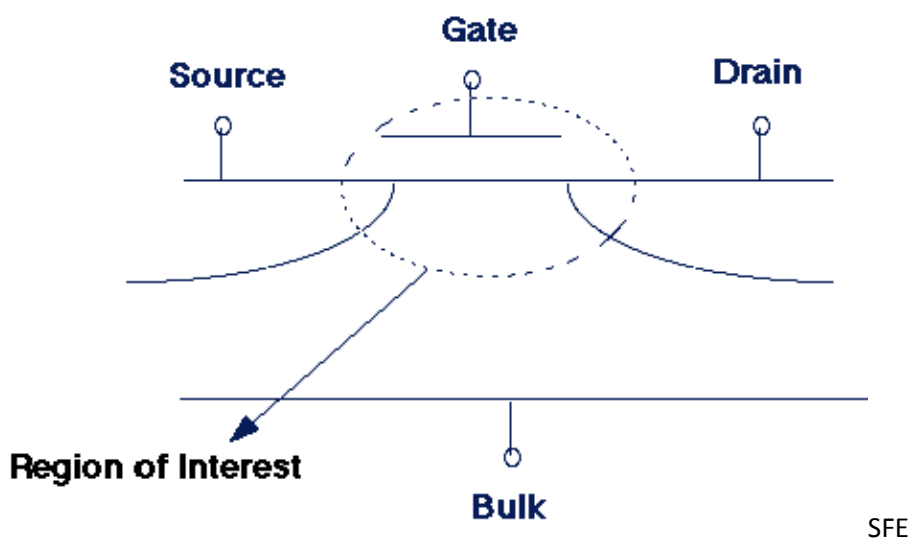 Gate
Source
Drain
Region of Interest
Bulk
SFE